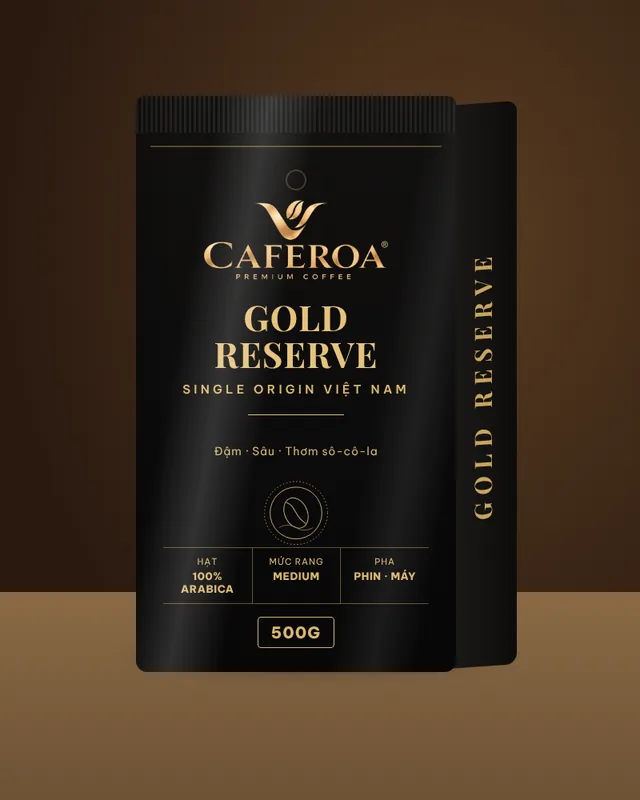 CAFEROA®
PREMIUM COFFEE
GOLD
RESERVE
SINGLE ORIGIN VIỆT NAM
Đậm · Sâu · Thơm sô-cô-la
HẠT
100%
ARABICA
MỨC RANG
MEDIUM
PHA
PHIN · MÁY
500G
GOLD RESERVE